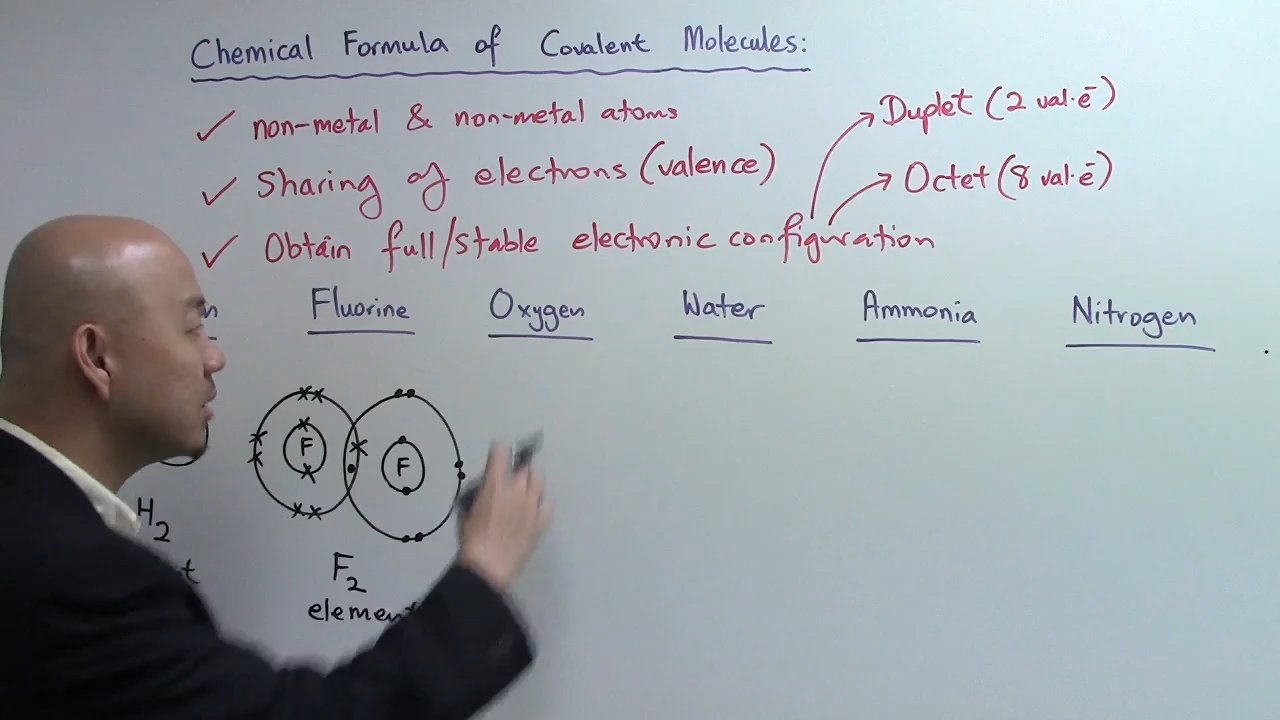 Chemical Formula of Covalent Molecules:
✓ non-metal & non-metal atoms
Duplet (2 val·ē)
✓ Sharing of electrons (valence)
Octet (8 val·ē)
✓ Obtain full/stable electronic configuration
Fluorine Oxygen Water Ammonia Nitrogen
F F
H₂
F₂
element